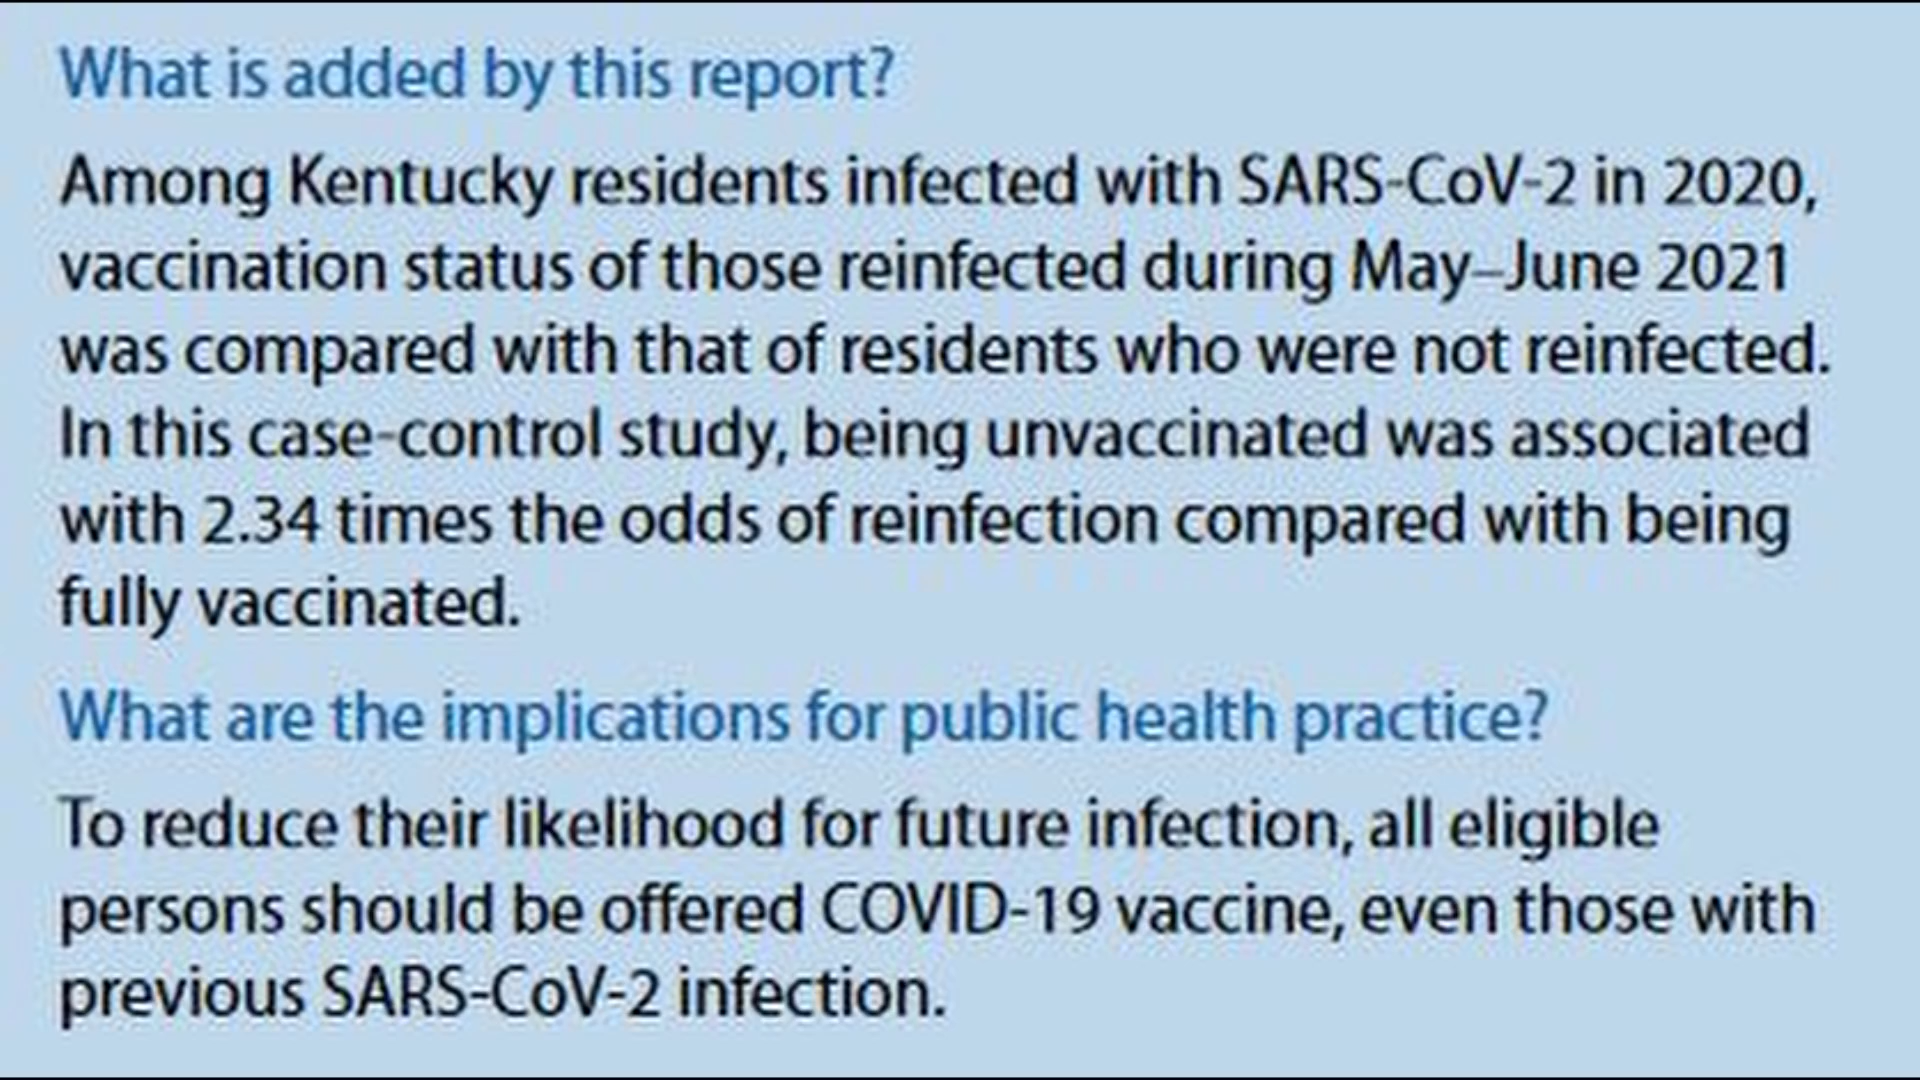 What is added by this report?
Among Kentucky residents infected with SARS-CoV-2 in 2020,
vaccination status of those reinfected during May–June 2021
was compared with that of residents who were not reinfected.
In this case-control study, being unvaccinated was associated
with 2.34 times the odds of reinfection compared with being
fully vaccinated.
What are the implications for public health practice?
To reduce their likelihood for future infection, all eligible
persons should be offered COVID-19 vaccine, even those with
previous SARS-CoV-2 infection.